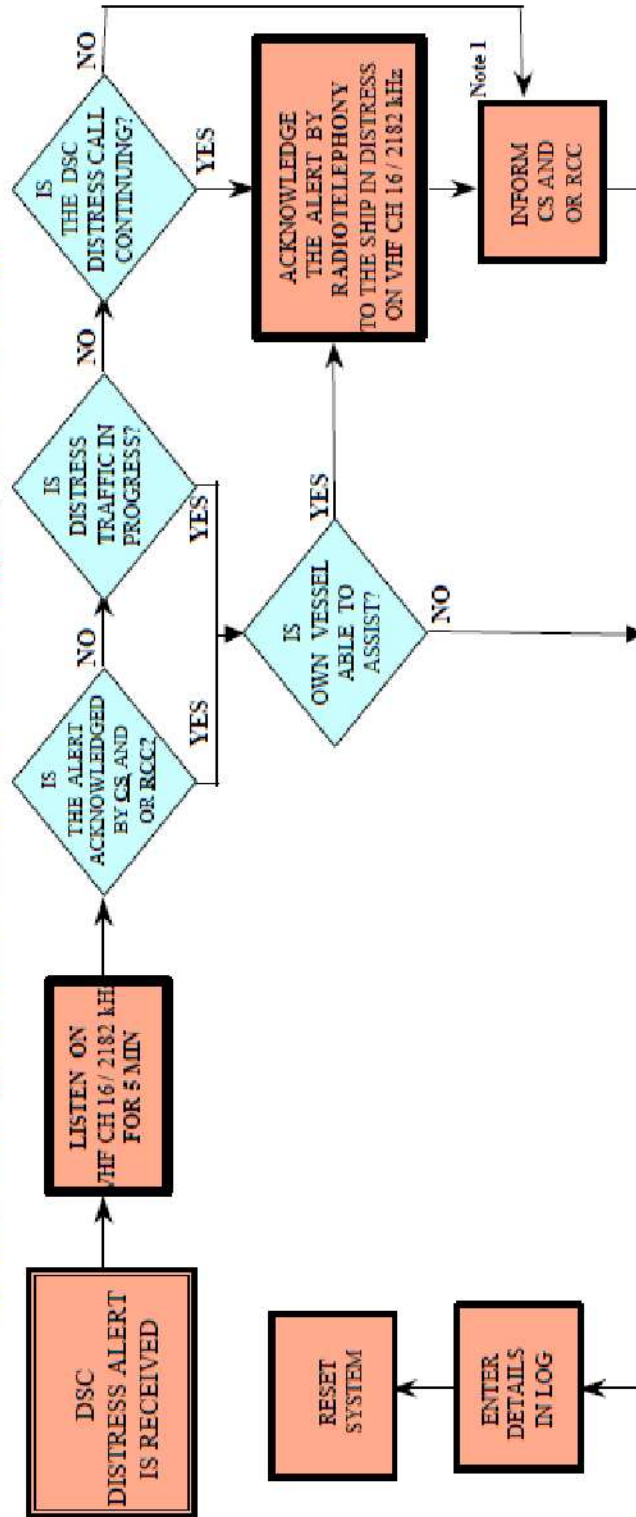 DSC
DISTRESS ALERT
IS RECEIVED
LISTEN ON
VHF CH 16 / 2182 kHz
FOR 5 MIN
IS
THE ALERT
ACKNOWLEDGED
BY CS AND
OR RCC?
NO
YES
IS
DISTRESS
TRAFFIC IN
PROGRESS?
NO
YES
IS
THE DSC
DISTRESS CALL
CONTINUING?
NO
YES
IS
OWN VESSEL
ABLE TO
ASSIST?
YES
NO
ACKNOWLEDGE
THE ALERT BY
RADIOTELEPHONY
TO THE SHIP IN DISTRESS
ON VHF CH 16 / 2182 kHz
Note 1
INFORM
CS AND
OR RCC
ENTER
DETAILS
IN LOG
RESET
SYSTEM